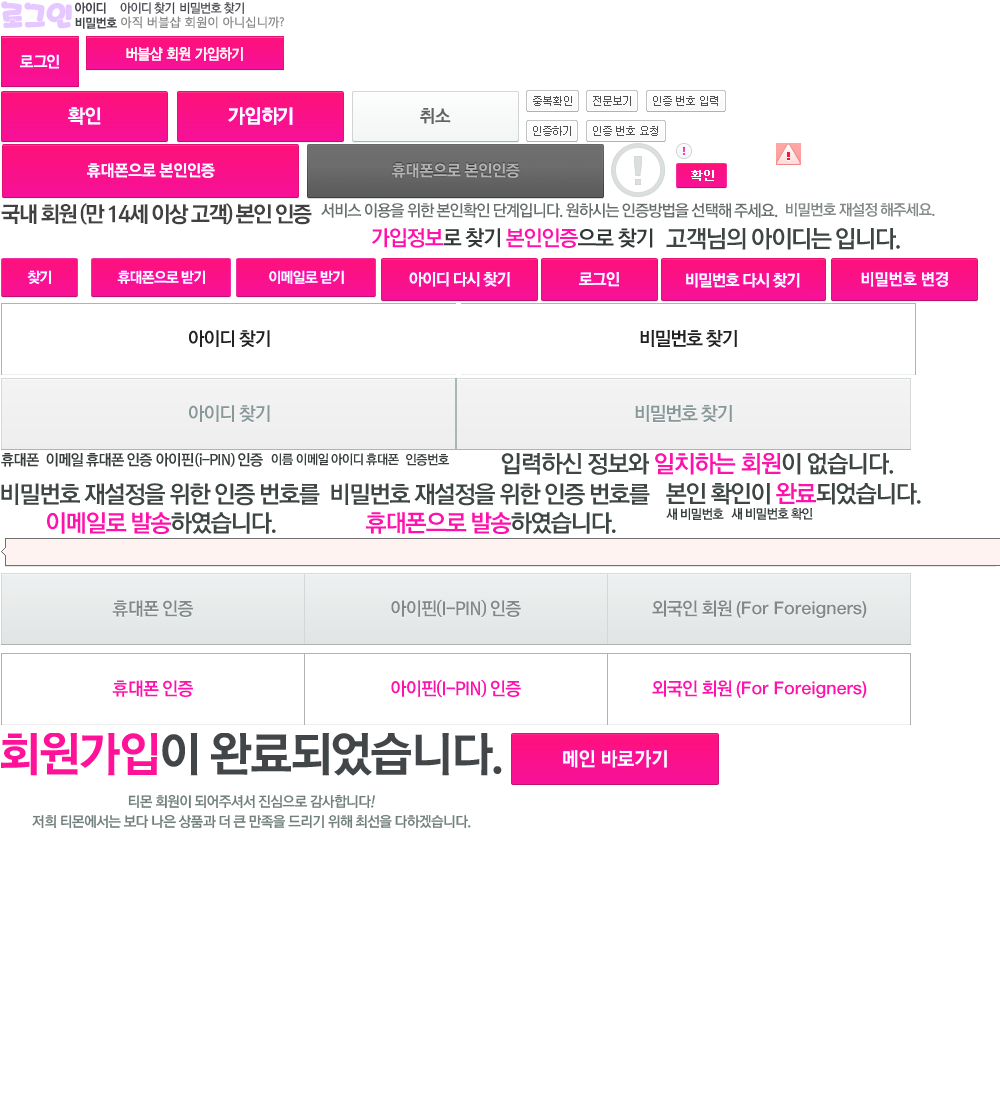 로그인 아이디 아이디 찾기 비밀번호 찾기
비밀번호 아직 버블샵 회원이 아니십니까?
로그인 버블샵 회원 가입하기
확인 가입하기 취소 중복확인 전문보기 인증 번호 입력
인증하기 인증 번호 요청
휴대폰으로 본인인증 휴대폰으로 본인인증 확인
국내 회원 (만 14세 이상 고객) 본인 인증 서비스 이용을 위한 본인확인 단계입니다. 원하시는 인증방법을 선택해 주세요. 비밀번호 재설정 해주세요.
가입정보로 찾기 본인인증으로 찾기 고객님의 아이디는 입니다.
찾기 휴대폰으로 받기 이메일로 받기 아이디 다시 찾기 로그인 비밀번호 다시 찾기 비밀번호 변경
아이디 찾기 비밀번호 찾기
아이디 찾기 비밀번호 찾기
휴대폰 이메일 휴대폰 인증 아이핀(i-PIN) 인증 이름 이메일 아이디 휴대폰 인증번호 입력하신 정보와 일치하는 회원이 없습니다.
비밀번호 재설정을 위한 인증 번호를 비밀번호 재설정을 위한 인증 번호를 본인 확인이 완료되었습니다.
이메일로 발송하였습니다. 휴대폰으로 발송하였습니다. 새 비밀번호 새 비밀번호 확인
휴대폰 인증 아이핀(I-PIN) 인증 외국인 회원 (For Foreigners)
휴대폰 인증 아이핀(I-PIN) 인증 외국인 회원 (For Foreigners)
회원가입이 완료되었습니다. 메인 바로가기
티몬 회원이 되어주셔서 진심으로 감사합니다!
저희 티몬에서는 보다 나은 상품과 더 큰 만족을 드리기 위해 최선을 다하겠습니다.